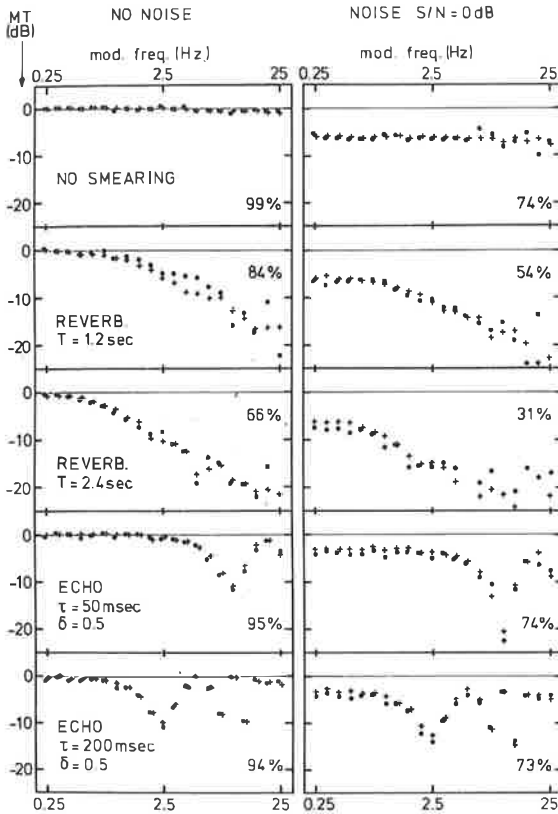 MT
(dB)
NO NOISE
NOISE S/N = 0 dB
mod. freq. (Hz)
mod. freq. (Hz)
0.25 2.5 25
0.25 2.5 25
0
-10
-20
NO SMEARING
99%
74%
0
-10
-20
84%
54%
REVERB.
T = 1.2 sec
0
-10
-20
66%
31%
REVERB.
T = 2.4 sec
0
-10
-20
ECHO
τ = 50 msec
δ = 0.5
95%
74%
0
-10
-20
ECHO
τ = 200 msec
δ = 0.5
94%
73%
0.25 2.5 25
0.25 2.5 25